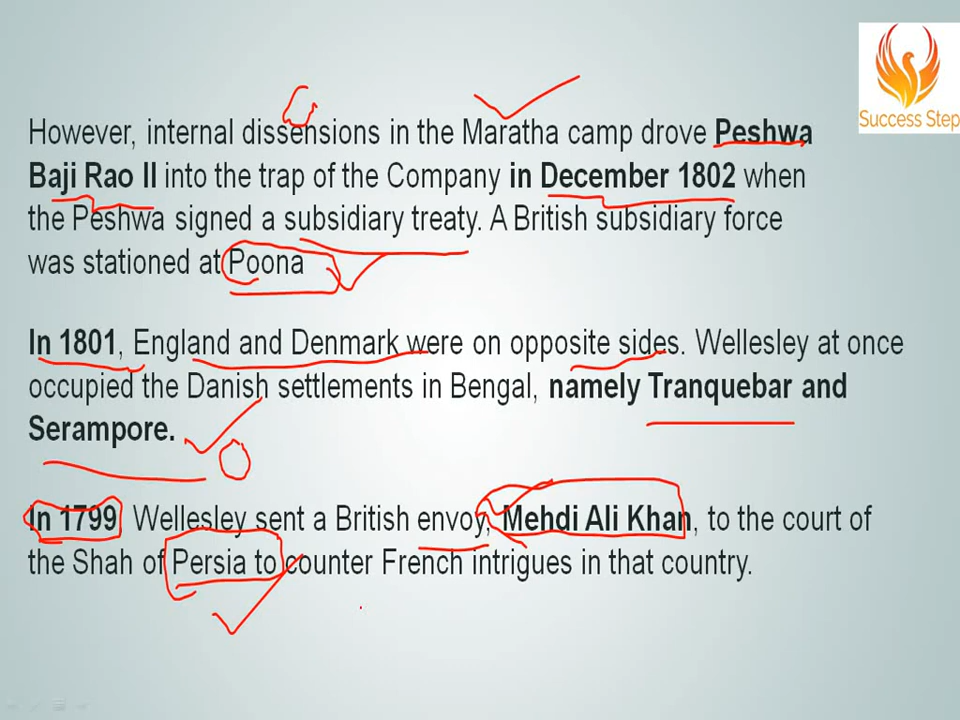 Success Step
However, internal dissensions in the Maratha camp drove Peshwa
Baji Rao II into the trap of the Company in December 1802 when
the Peshwa signed a subsidiary treaty. A British subsidiary force
was stationed at Poona
In 1801, England and Denmark were on opposite sides. Wellesley at once
occupied the Danish settlements in Bengal, namely Tranquebar and
Serampore.
In 1799, Wellesley sent a British envoy, Mehdi Ali Khan, to the court of
the Shah of Persia to counter French intrigues in that country.